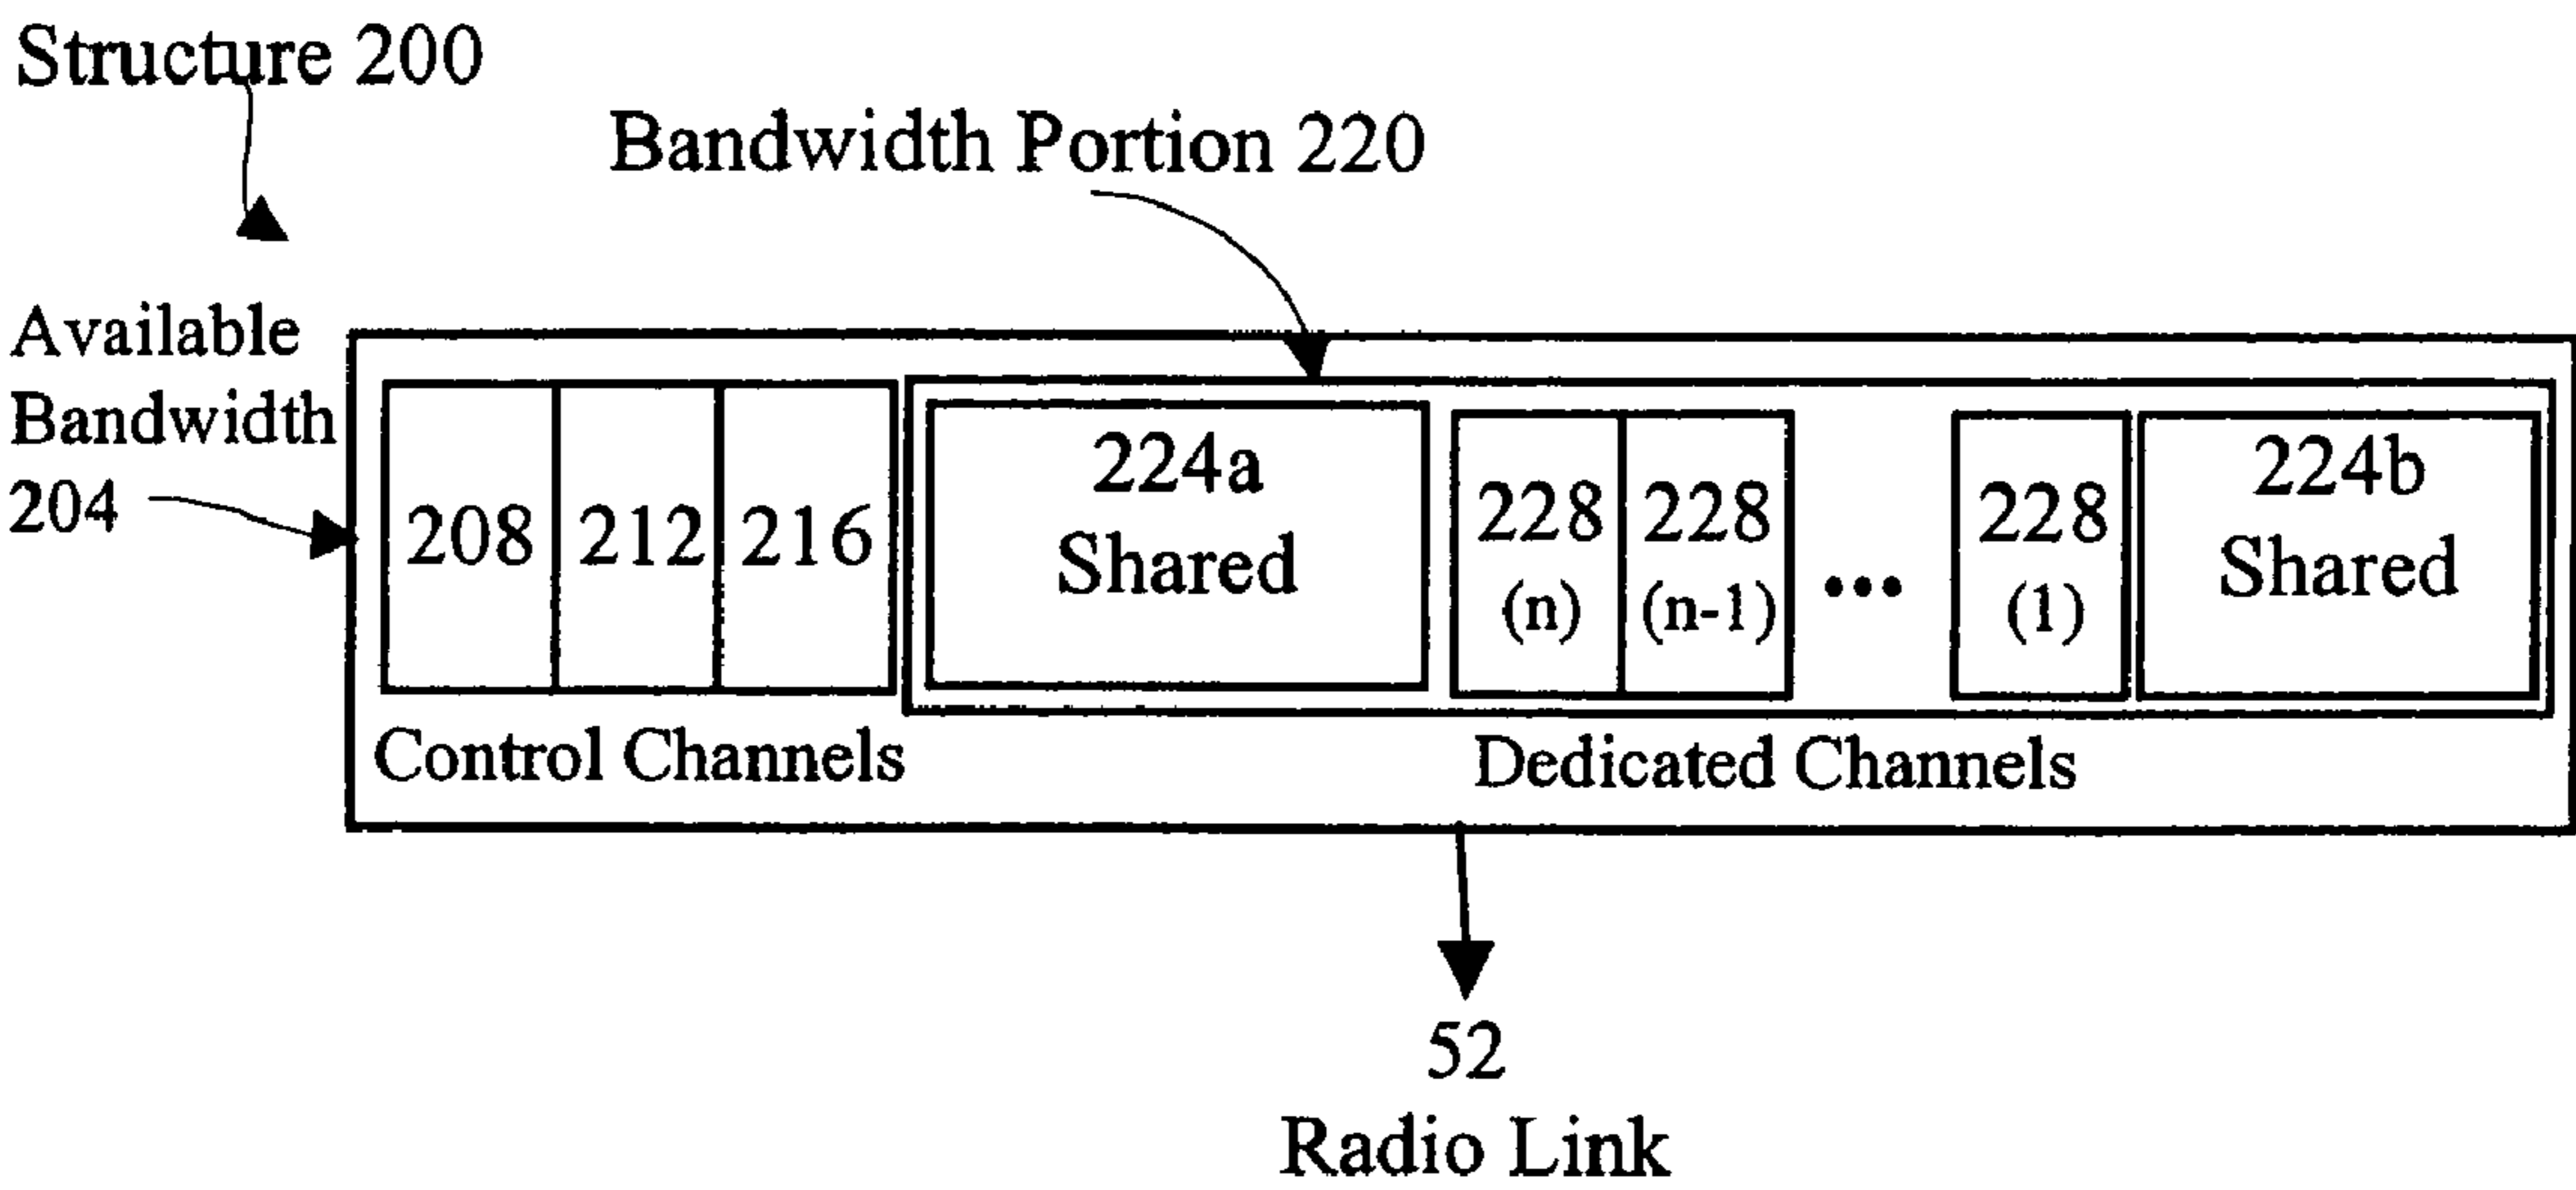 Structure 200
Bandwidth Portion 220
Available
Bandwidth
204
208 212 216
224a
Shared
228
(n)
228
(n-1)
...
228
(1)
224b
Shared
Control Channels
Dedicated Channels
52
Radio Link